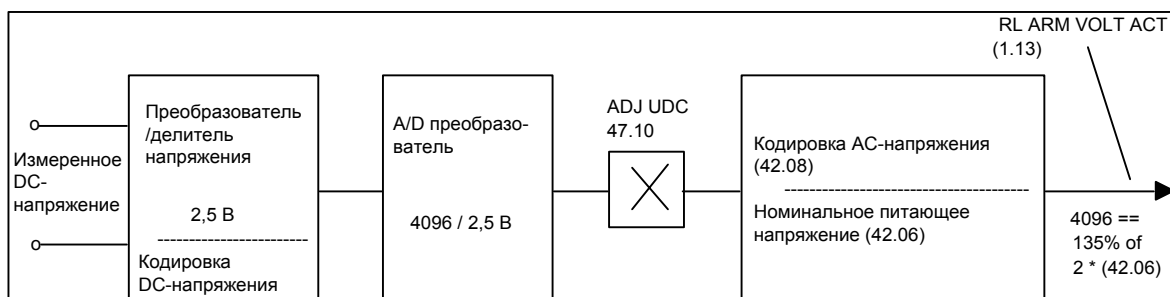 RL ARM VOLT ACT
(1.13)
Измеренное
DC-
напряжение
Преобразователь
/делитель
напряжения
2,5 В
Кодировка
DC-напряжения
A/D преобразо-
ватель
4096 / 2,5 В
ADJ UDC
47.10
Кодировка AC-напряжения
(42.08)
Номинальное питающее
напряжение (42.06)
4096 ==
135% of
2 * (42.06)